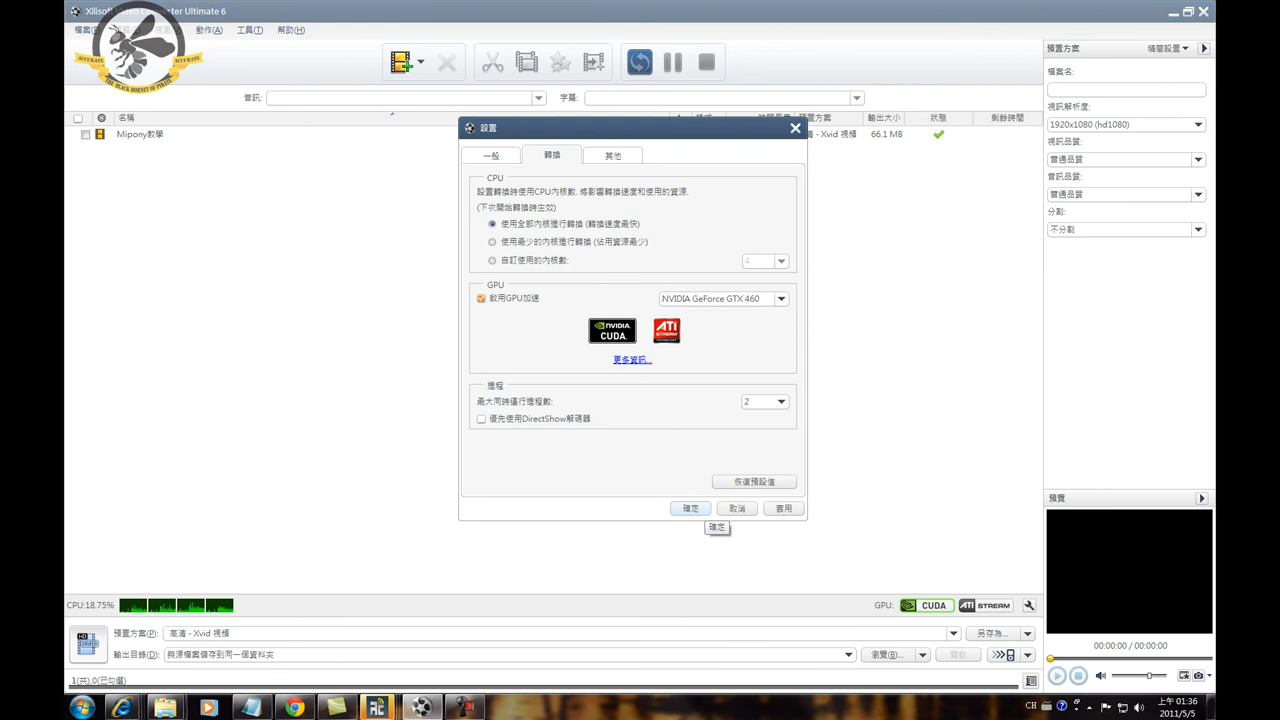 Xilisoft Video Converter Ultimate 6
檔案(F) 動作(A) 工具(T) 幫助(H)
ACCURATE ACCURATE
THE BLACK HORNET OF PIRATE
音訊: 字幕:
名稱 狀態 輸出大小 剩餘時間
Mipony教學 - Xvid 視頻 66.1 MB
設置
一般 轉換 其他
CPU
設置轉換時使用CPU內核數, 將影響轉換速度和使用的資源.
(下次開始轉換時生效)
使用全部內核進行轉換 (轉換速度最快)
使用最少的內核進行轉換 (佔用資源最少)
自訂使用的內核數: 4
GPU
啟用GPU加速 NVIDIA GeForce GTX 460
NVIDIA CUDA ATI STREAM TECHNOLOGY
更多資訊...
進程
最大同時運行進程數: 2
優先使用DirectShow解碼器
恢復預設值
確定 取消 套用
確定
預置方案
檔案名:
視訊解析度:
1920x1080 (hd1080)
視訊品質:
普通品質
音訊品質:
普通品質
分割:
不分割
預覽
00:00:00 / 00:00:00
CPU:18.75% GPU: CUDA ATI STREAM
預置方案(P): 高清 - Xvid 視頻 另存為...
輸出目錄(D): 與源檔案儲存到同一個資料夾 瀏覽(B)...
1(共),0(已勾選)
CH 上午 01:36
2011/5/5